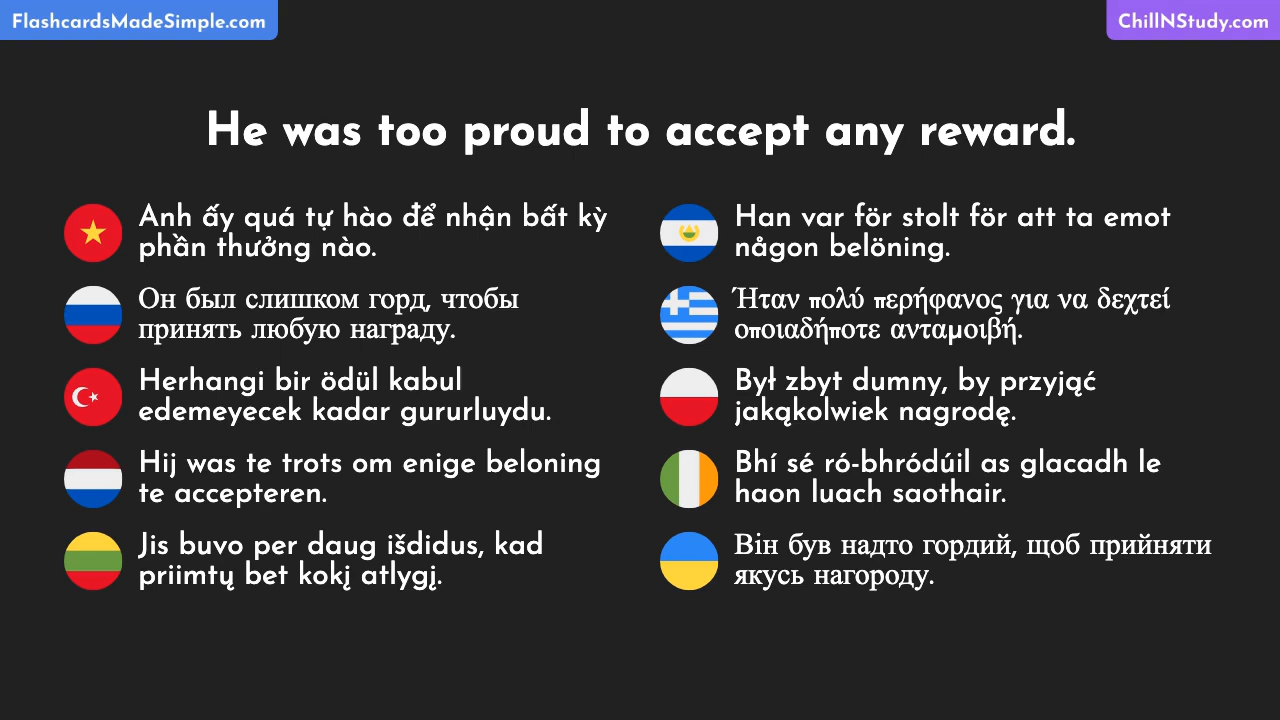 FlashcardsMadeSimple.com
ChillNStudy.com
He was too proud to accept any reward.
Anh ấy quá tự hào để nhận bất kỳ
phần thưởng nào.
Он был слишком горд, чтобы
принять любую награду.
Herhangi bir ödül kabul
edemeyecek kadar gururluydu.
Hij was te trots om enige beloning
te accepteren.
Jis buvo per daug išdidus, kad
priimtų bet kokį atlygį.
Han var för stolt för att ta emot
någon belöning.
Ήταν πολύ περήφανος για να δεχτεί
οποιαδήποτε ανταμοιβή.
Był zbyt dumny, by przyjąć
jakąkolwiek nagrodę.
Bhí sé ró-bhródúil as glacadh le
haon luach saothair.
Він був надто гордий, щоб прийняти
якусь нагороду.